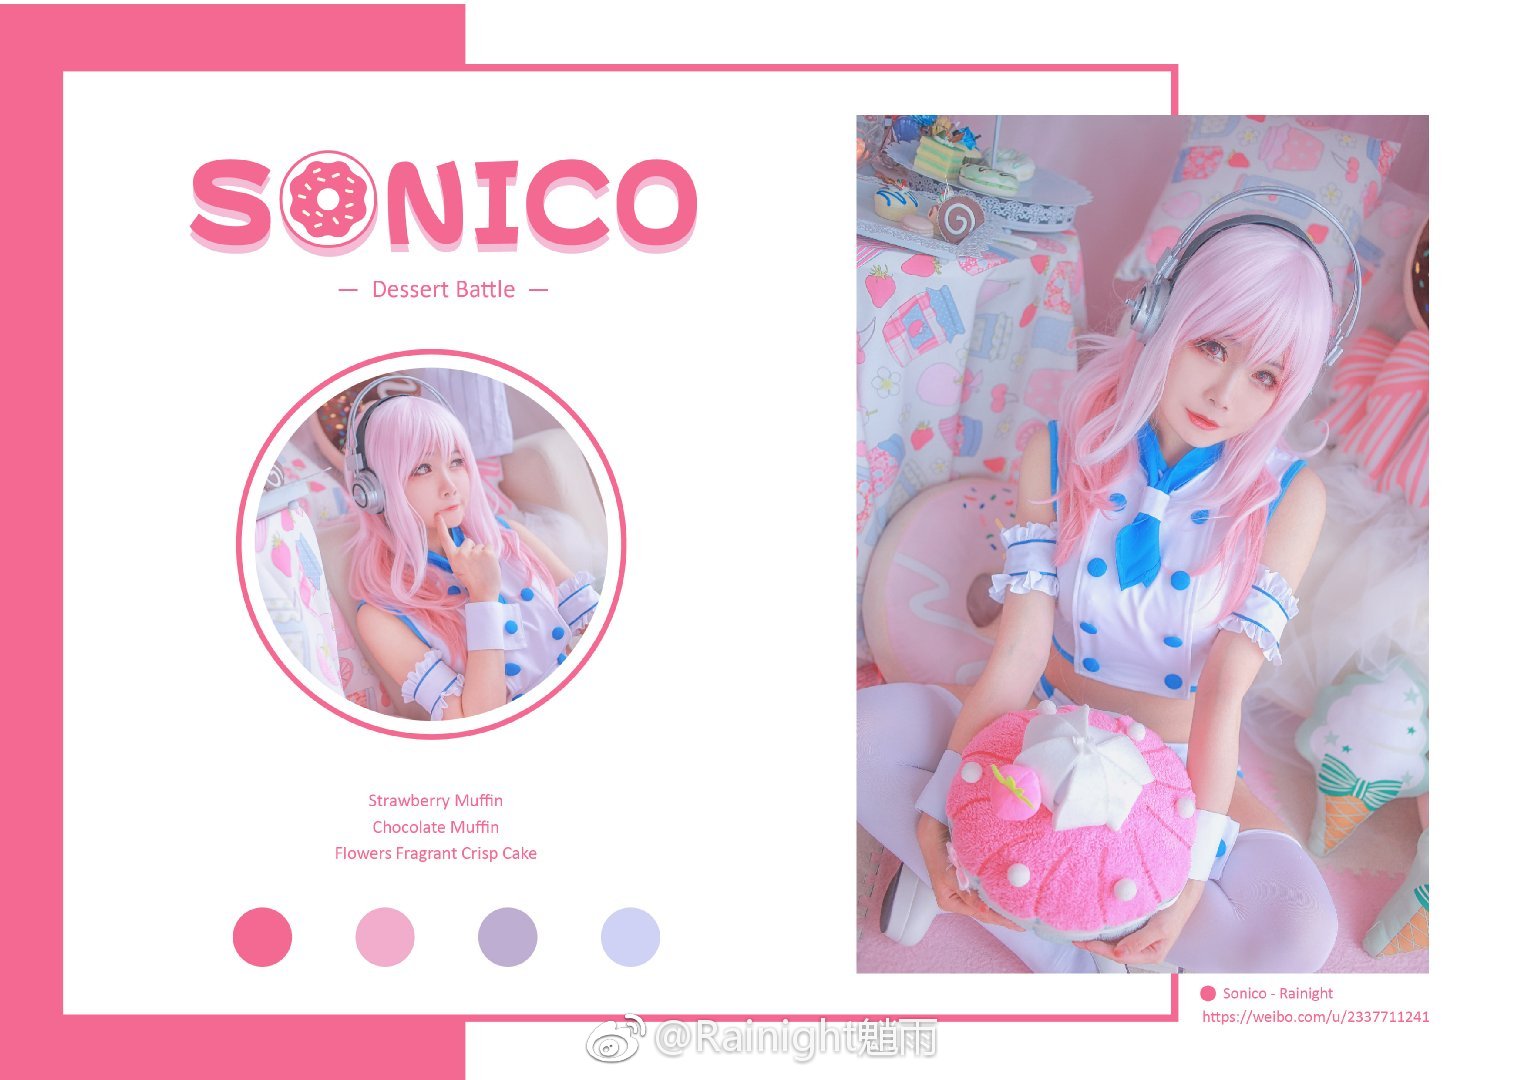 SONICO
— Dessert Battle —
Strawberry Muffin
Chocolate Muffin
Flowers Fragrant Crisp Cake
Sonico - Rainight
https://weibo.com/u/2337711241
@Rainight魈雨